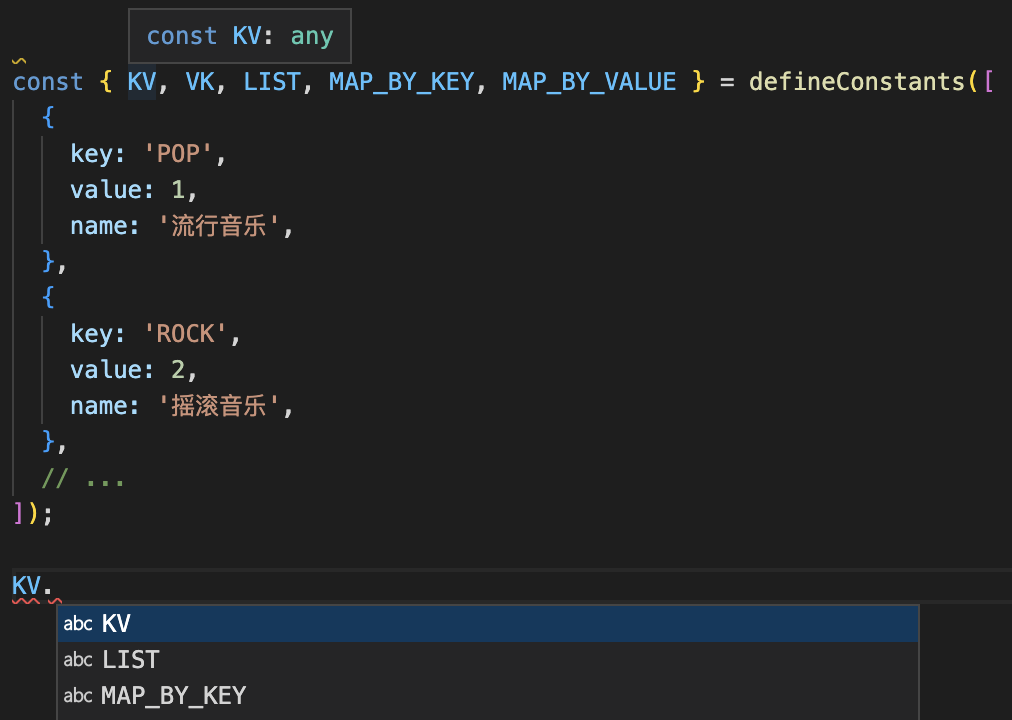 const KV: any
const { KV, VK, LIST, MAP_BY_KEY, MAP_BY_VALUE } = defineConstants([
  {
    key: 'POP',
    value: 1,
    name: '流行音乐',
  },
  {
    key: 'ROCK',
    value: 2,
    name: '摇滚音乐',
  },
  // ...
]);
KV.
abc KV
abc LIST
abc MAP_BY_KEY